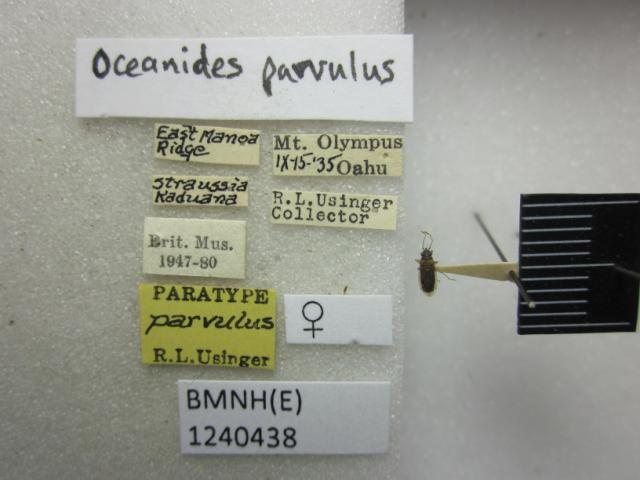 Oceanides parvulus
East Manoa
Ridge
Mt. Olympus
IX-15-'35 Oahu
Straussia
Kaduana
R.L.Usinger
Collector
Brit. Mus.
1947-80
PARATYPE
parvulus
R.L.Usinger
♀
BMNH(E)
1240438